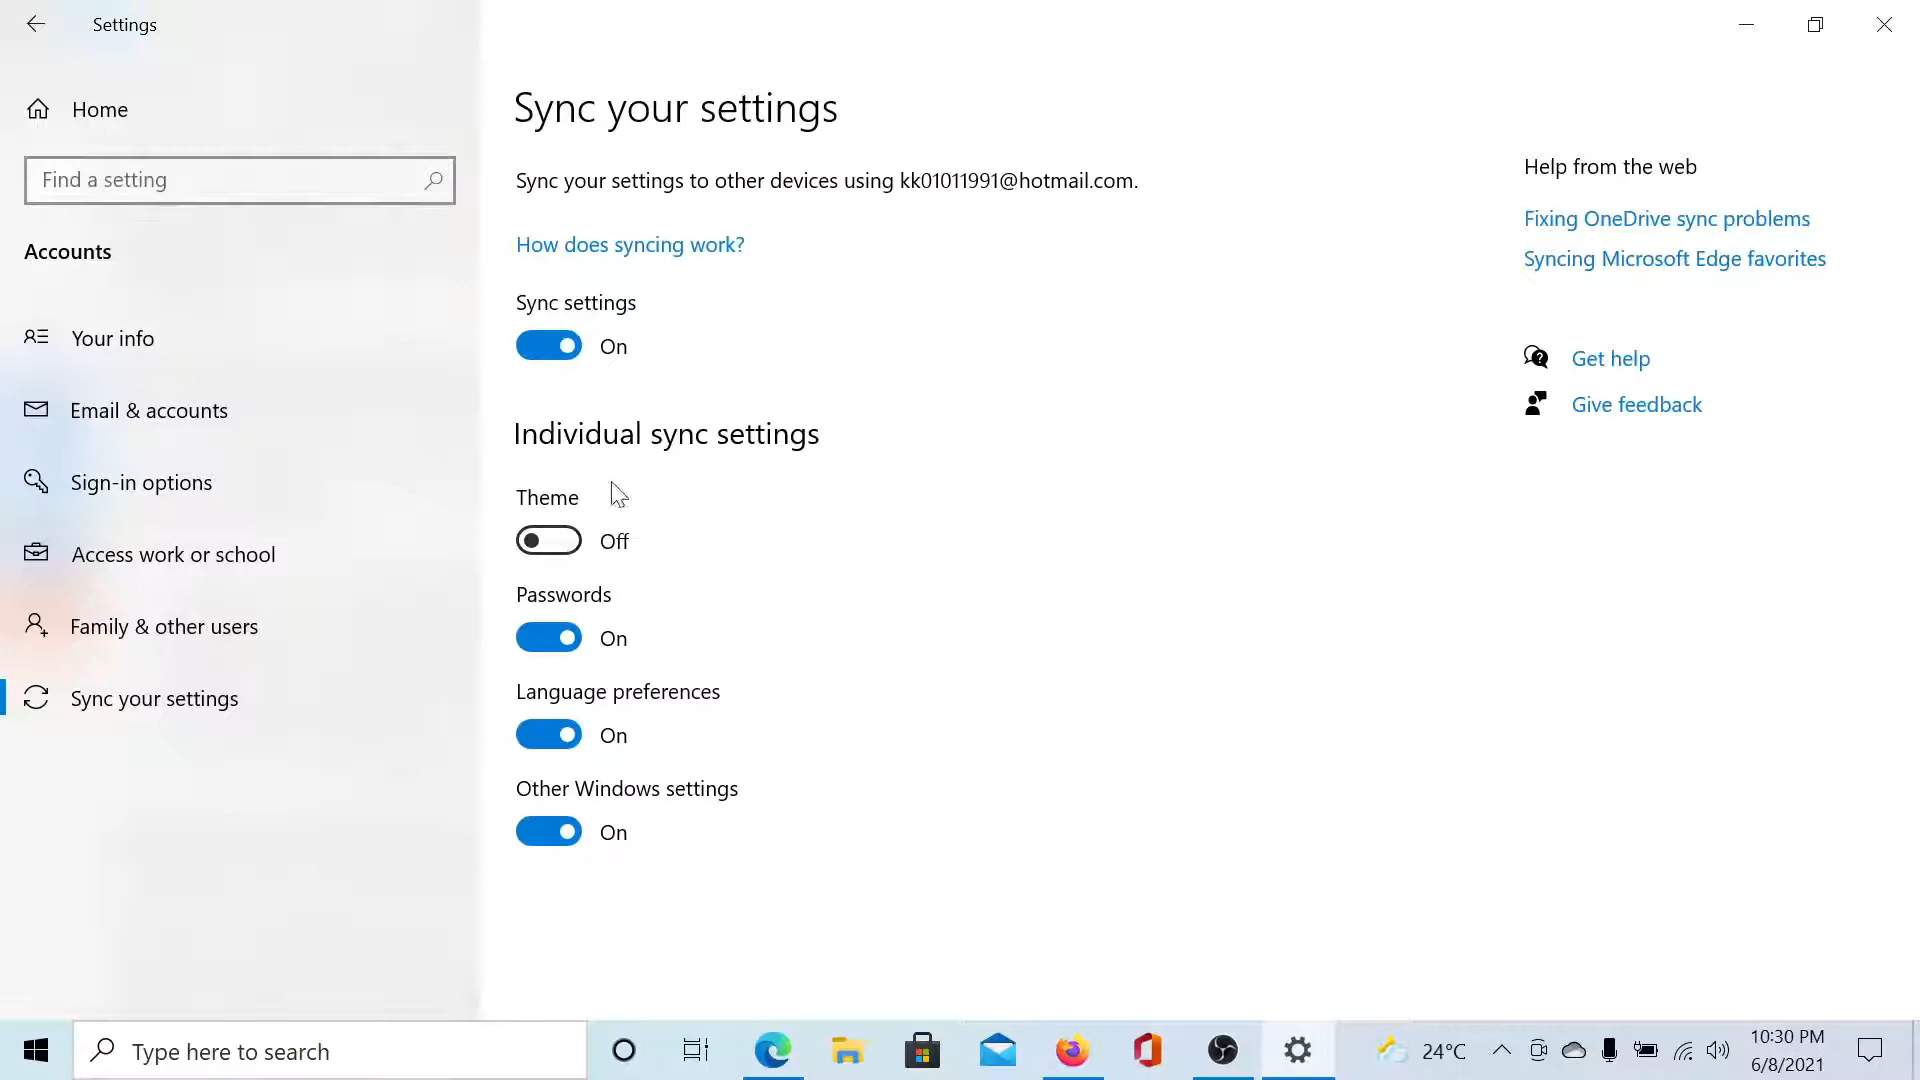 Settings
Home
Find a setting
Accounts
Your info
Email & accounts
Sign-in options
Access work or school
Family & other users
Sync your settings
Sync your settings
Sync your settings to other devices using kk01011991@hotmail.com.
How does syncing work?
Sync settings
On
Individual sync settings
Theme
Off
Passwords
On
Language preferences
On
Other Windows settings
On
Help from the web
Fixing OneDrive sync problems
Syncing Microsoft Edge favorites
Get help
Give feedback
Type here to search
24°C
10:30 PM
6/8/2021